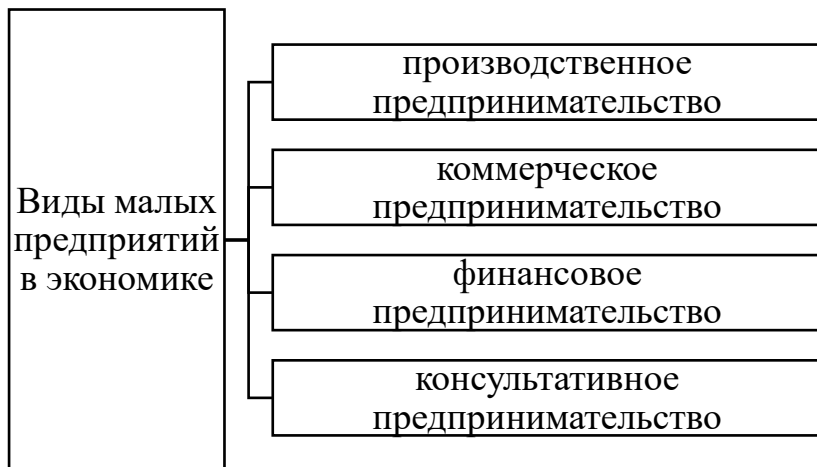 Виды малых
предприятий
в экономике
производственное
предпринимательство
коммерческое
предпринимательство
финансовое
предпринимательство
консультативное
предпринимательство